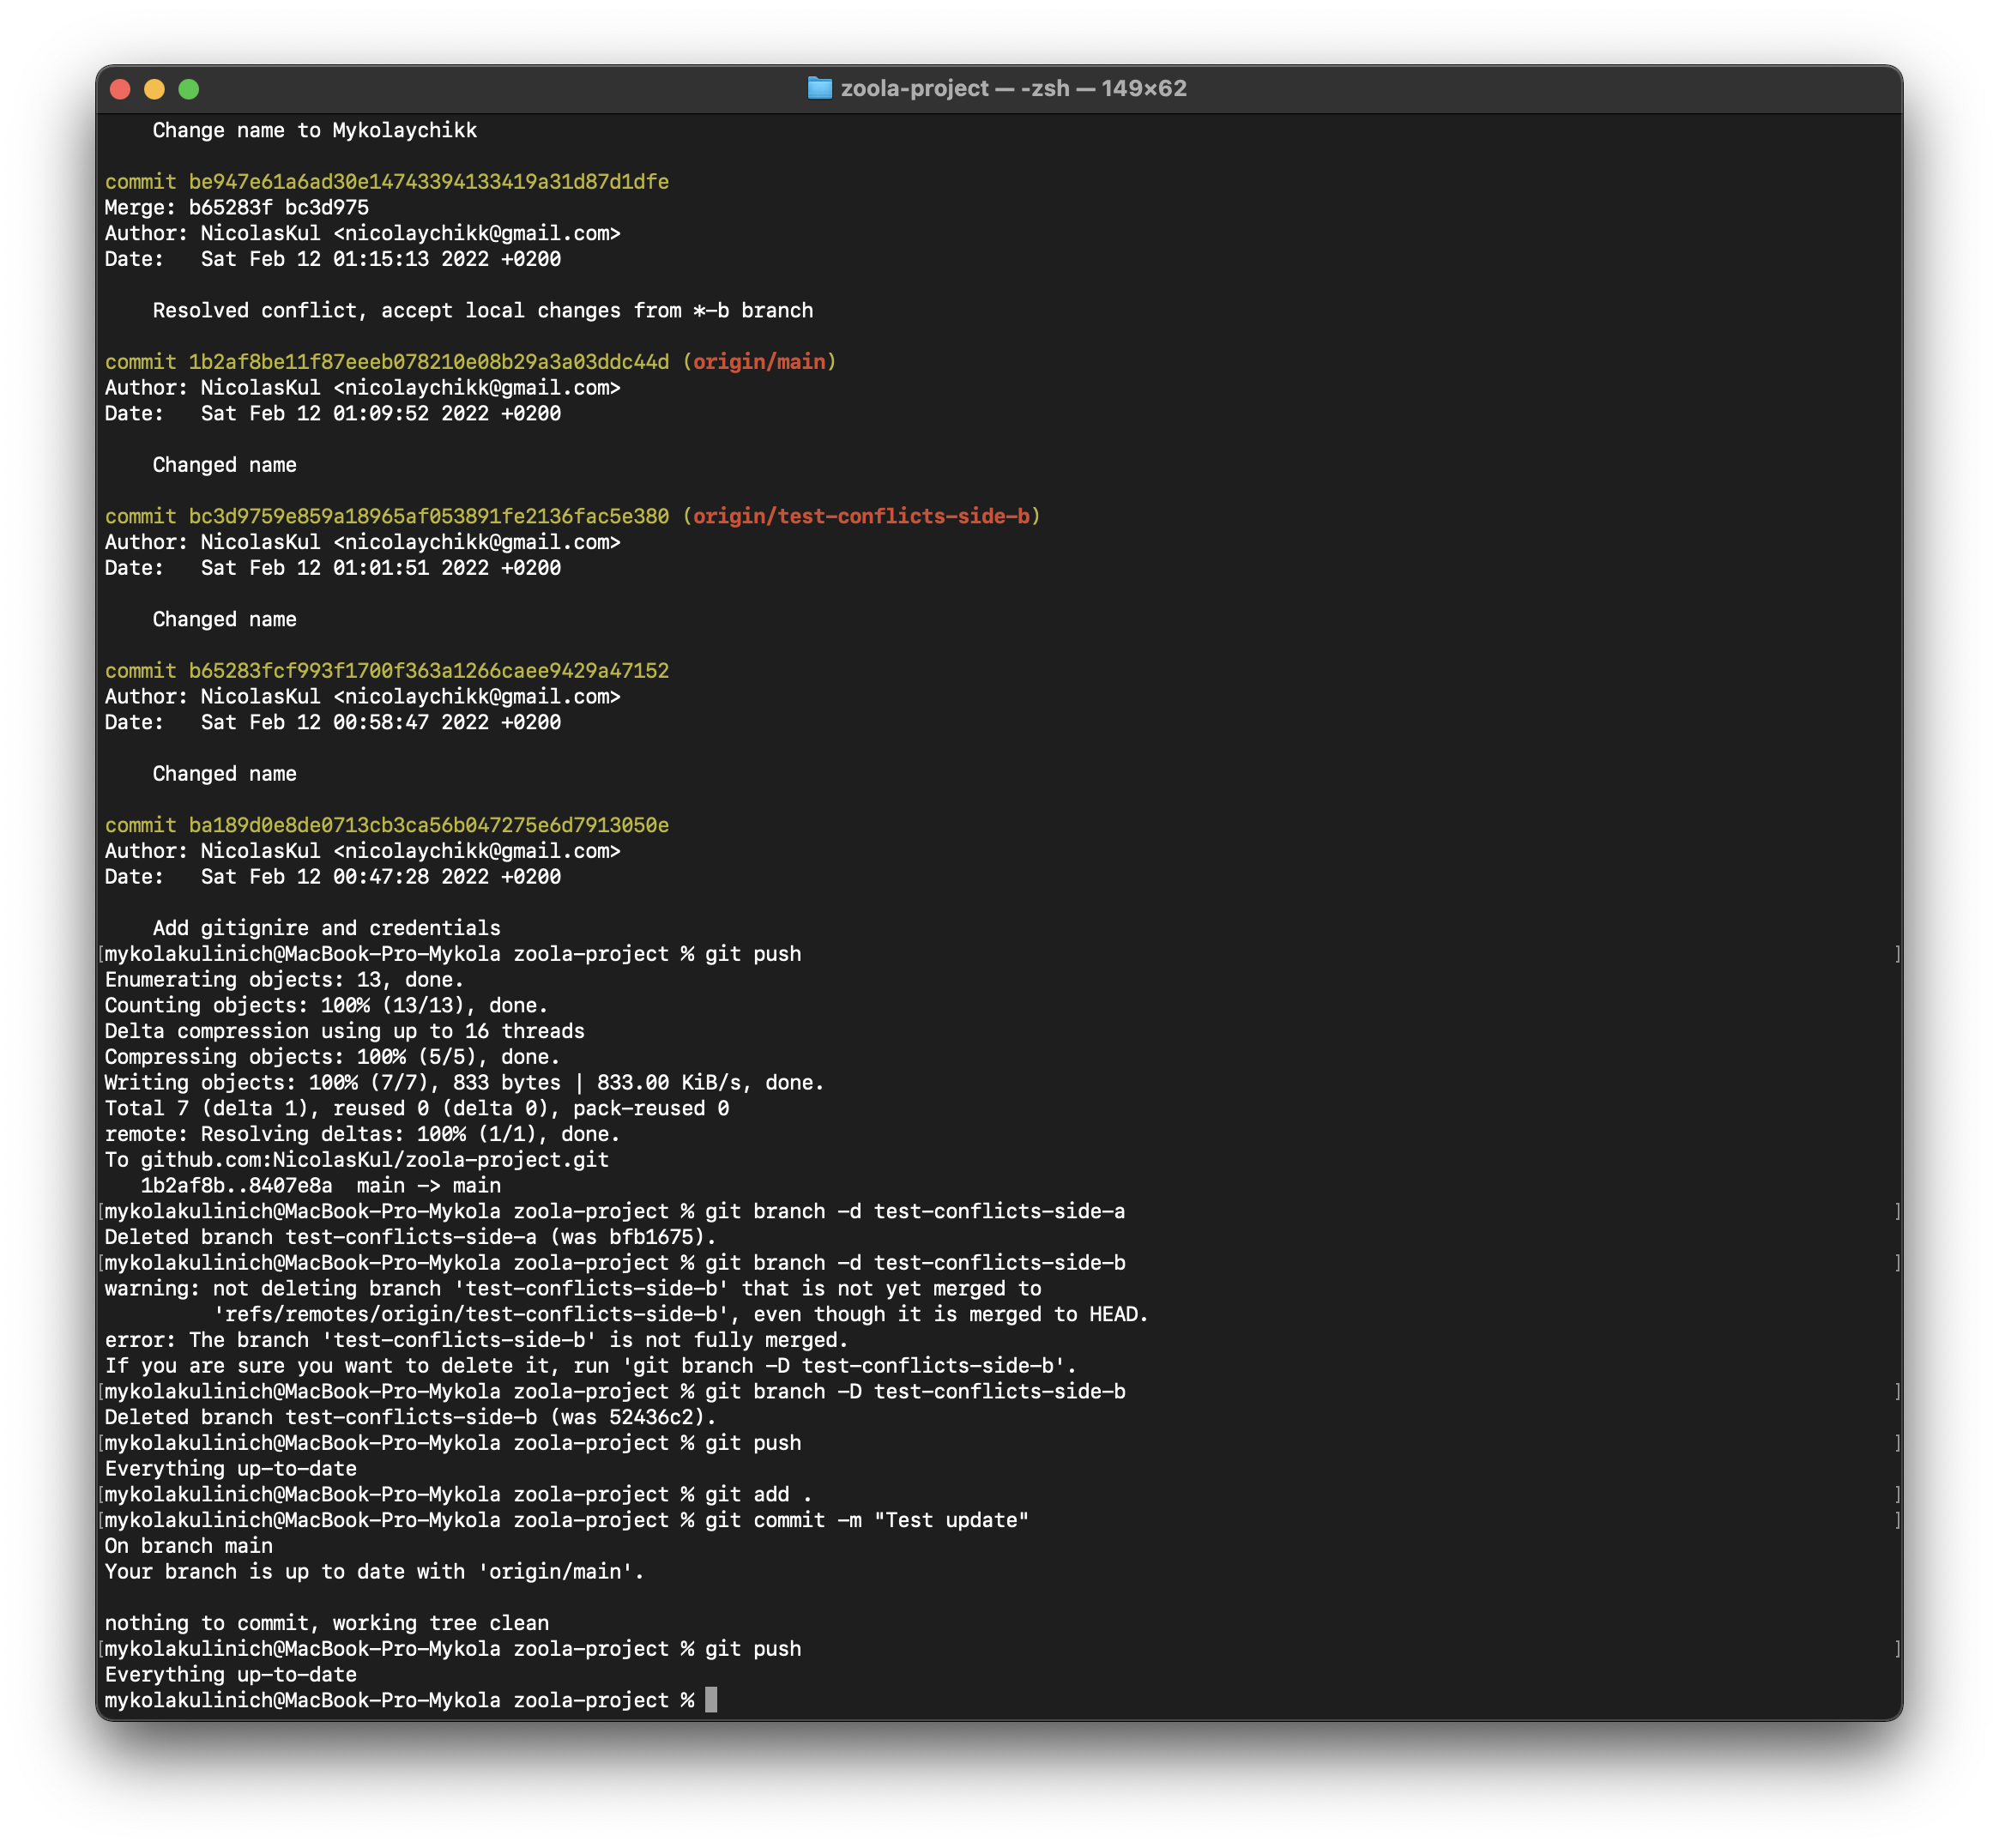 zoola-project — -zsh — 149×62
Change name to Mykolaychikk
commit be947e61a6ad30e14743394133419a31d87d1dfe
Merge: b65283f bc3d975
Author: NicolasKul <nicolaychikk@gmail.com>
Date:   Sat Feb 12 01:15:13 2022 +0200
Resolved conflict, accept local changes from *-b branch
commit 1b2af8be11f87eeeb078210e08b29a3a03ddc44d (origin/main)
Author: NicolasKul <nicolaychikk@gmail.com>
Date:   Sat Feb 12 01:09:52 2022 +0200
Changed name
commit bc3d9759e859a18965af053891fe2136fac5e380 (origin/test-conflicts-side-b)
Author: NicolasKul <nicolaychikk@gmail.com>
Date:   Sat Feb 12 01:01:51 2022 +0200
Changed name
commit b65283fcf993f1700f363a1266caee9429a47152
Author: NicolasKul <nicolaychikk@gmail.com>
Date:   Sat Feb 12 00:58:47 2022 +0200
Changed name
commit ba189d0e8de0713cb3ca56b047275e6d7913050e
Author: NicolasKul <nicolaychikk@gmail.com>
Date:   Sat Feb 12 00:47:28 2022 +0200
Add gitignire and credentials
[mykolakulinich@MacBook-Pro-Mykola zoola-project % git push ]
Enumerating objects: 13, done.
Counting objects: 100% (13/13), done.
Delta compression using up to 16 threads
Compressing objects: 100% (5/5), done.
Writing objects: 100% (7/7), 833 bytes | 833.00 KiB/s, done.
Total 7 (delta 1), reused 0 (delta 0), pack-reused 0
remote: Resolving deltas: 100% (1/1), done.
To github.com:NicolasKul/zoola-project.git
1b2af8b..8407e8a  main -> main
[mykolakulinich@MacBook-Pro-Mykola zoola-project % git branch -d test-conflicts-side-a ]
Deleted branch test-conflicts-side-a (was bfb1675).
[mykolakulinich@MacBook-Pro-Mykola zoola-project % git branch -d test-conflicts-side-b ]
warning: not deleting branch 'test-conflicts-side-b' that is not yet merged to
'refs/remotes/origin/test-conflicts-side-b', even though it is merged to HEAD.
error: The branch 'test-conflicts-side-b' is not fully merged.
If you are sure you want to delete it, run 'git branch -D test-conflicts-side-b'.
[mykolakulinich@MacBook-Pro-Mykola zoola-project % git branch -D test-conflicts-side-b ]
Deleted branch test-conflicts-side-b (was 52436c2).
[mykolakulinich@MacBook-Pro-Mykola zoola-project % git push ]
Everything up-to-date
[mykolakulinich@MacBook-Pro-Mykola zoola-project % git add . ]
[mykolakulinich@MacBook-Pro-Mykola zoola-project % git commit -m "Test update" ]
On branch main
Your branch is up to date with 'origin/main'.
nothing to commit, working tree clean
[mykolakulinich@MacBook-Pro-Mykola zoola-project % git push ]
Everything up-to-date
mykolakulinich@MacBook-Pro-Mykola zoola-project %